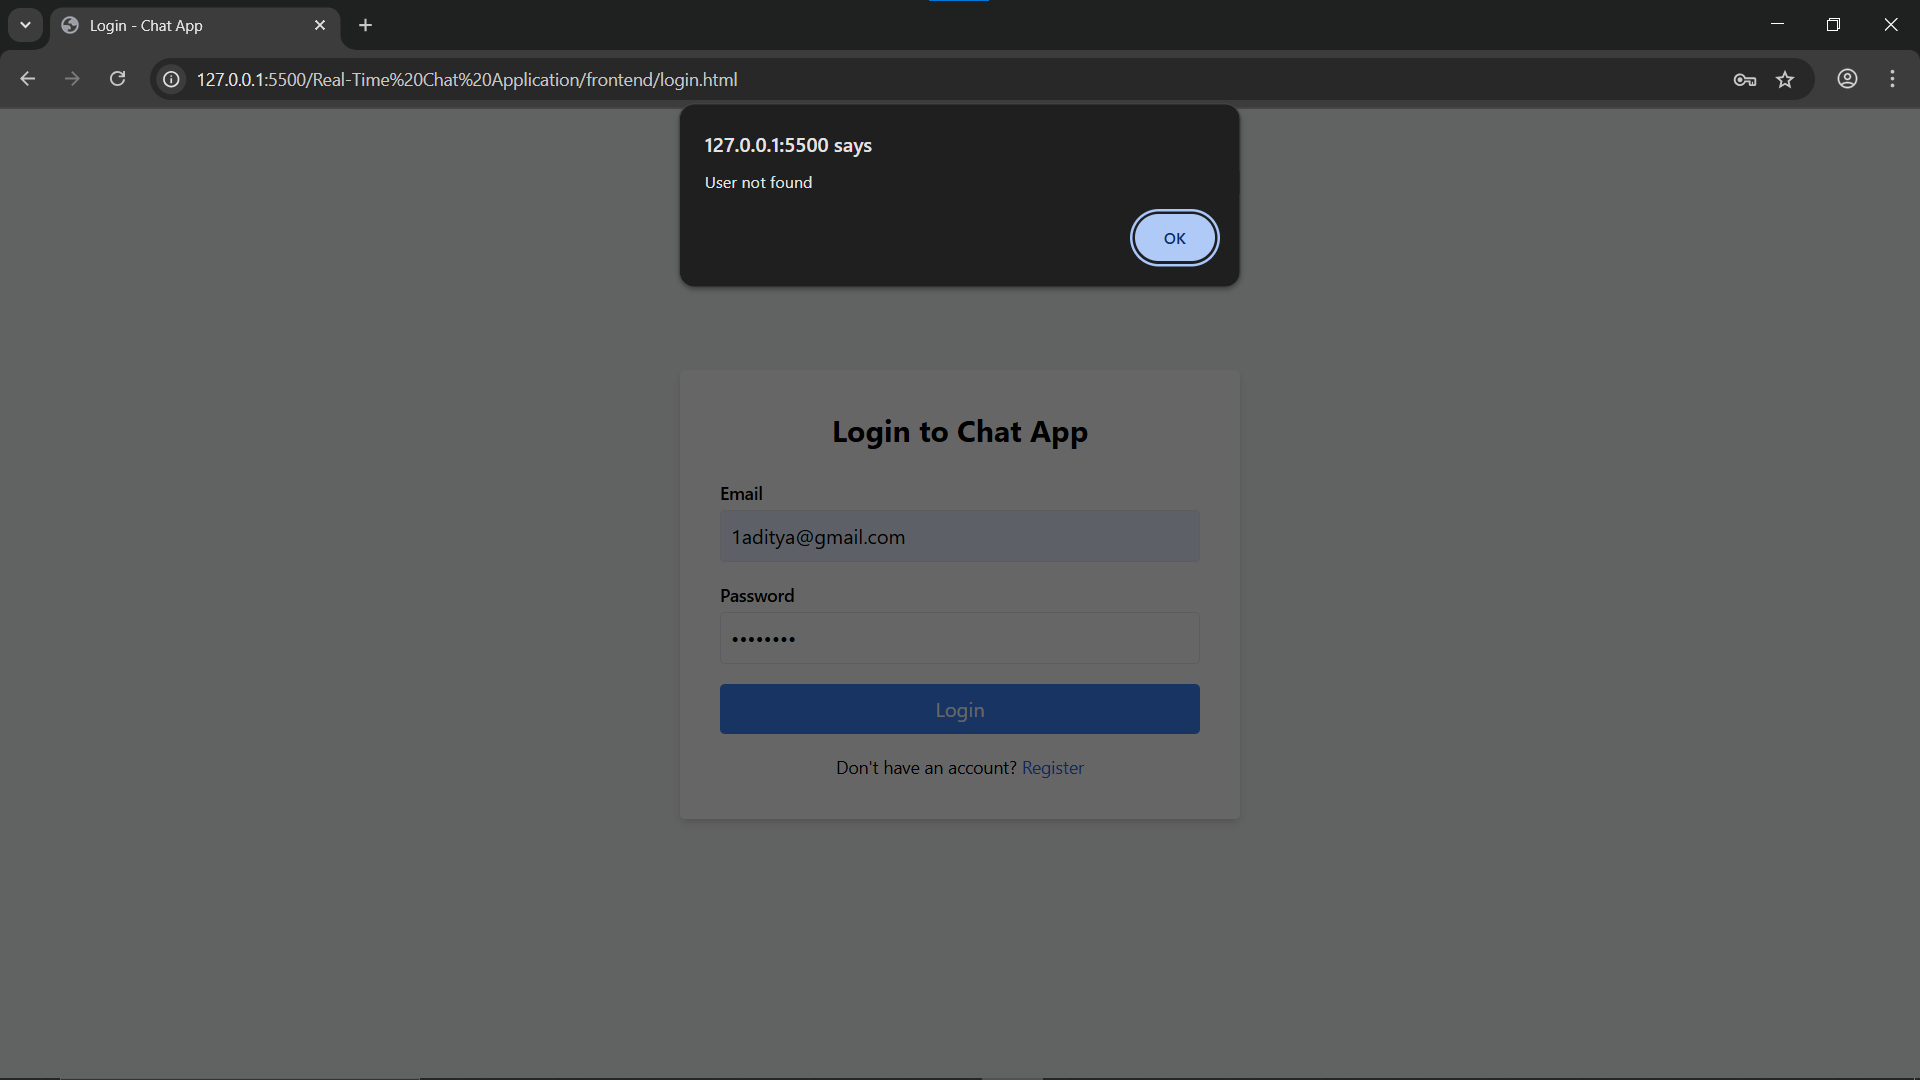 Login - Chat App
127.0.0.1:5500/Real-Time%20Chat%20Application/frontend/login.html
127.0.0.1:5500 says
User not found
OK
Login to Chat App
Email
1aditya@gmail.com
Password
••••••••
Login
Don't have an account? Register